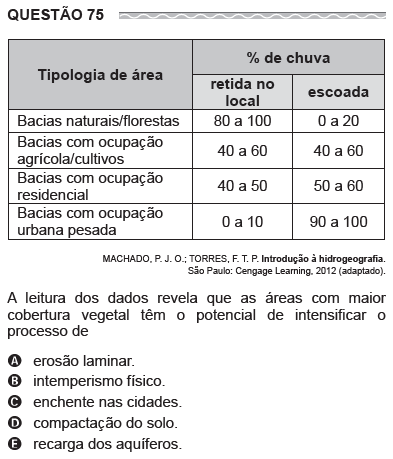 QUESTÃO 75
Tipologia de área
% de chuva
retida no local
escoada
Bacias naturais/florestas 80 a 100 0 a 20
Bacias com ocupação agrícola/cultivos 40 a 60 40 a 60
Bacias com ocupação residencial 40 a 50 50 a 60
Bacias com ocupação urbana pesada 0 a 10 90 a 100
MACHADO, P. J. O.; TORRES, F. T. P. Introdução à hidrogeografia.
São Paulo: Cengage Learning, 2012 (adaptado).
A leitura dos dados revela que as áreas com maior
cobertura vegetal têm o potencial de intensificar o
processo de
A erosão laminar.
B intemperismo físico.
C enchente nas cidades.
D compactação do solo.
E recarga dos aquíferos.